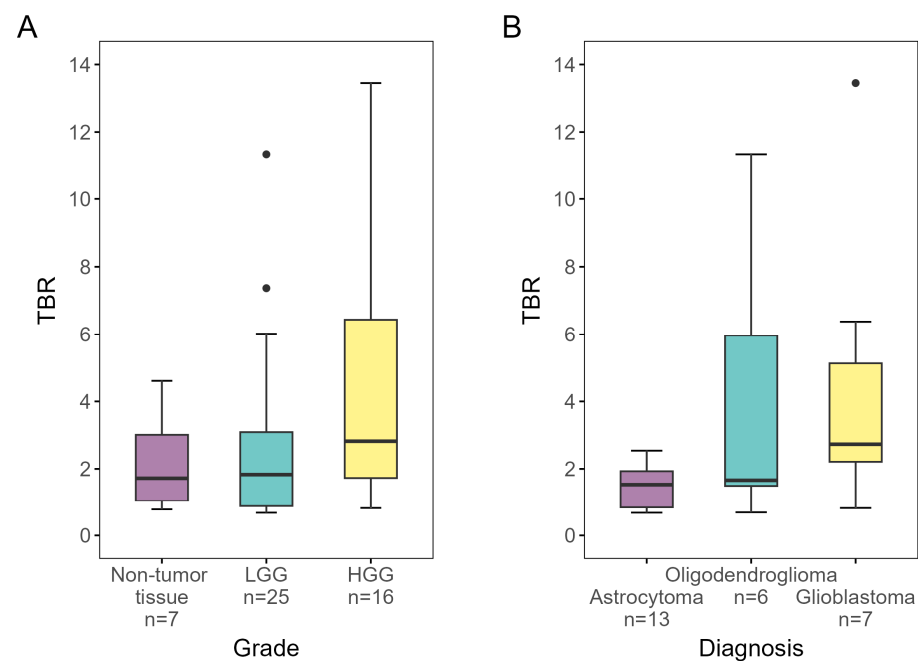 A
TBR
14
12
10
8
6
4
2
0
Non-tumor
tissue
n=7
LGG
n=25
HGG
n=16
Grade
B
TBR
14
12
10
8
6
4
2
0
Astrocytoma
n=13
Oligodendroglioma
n=6
Glioblastoma
n=7
Diagnosis